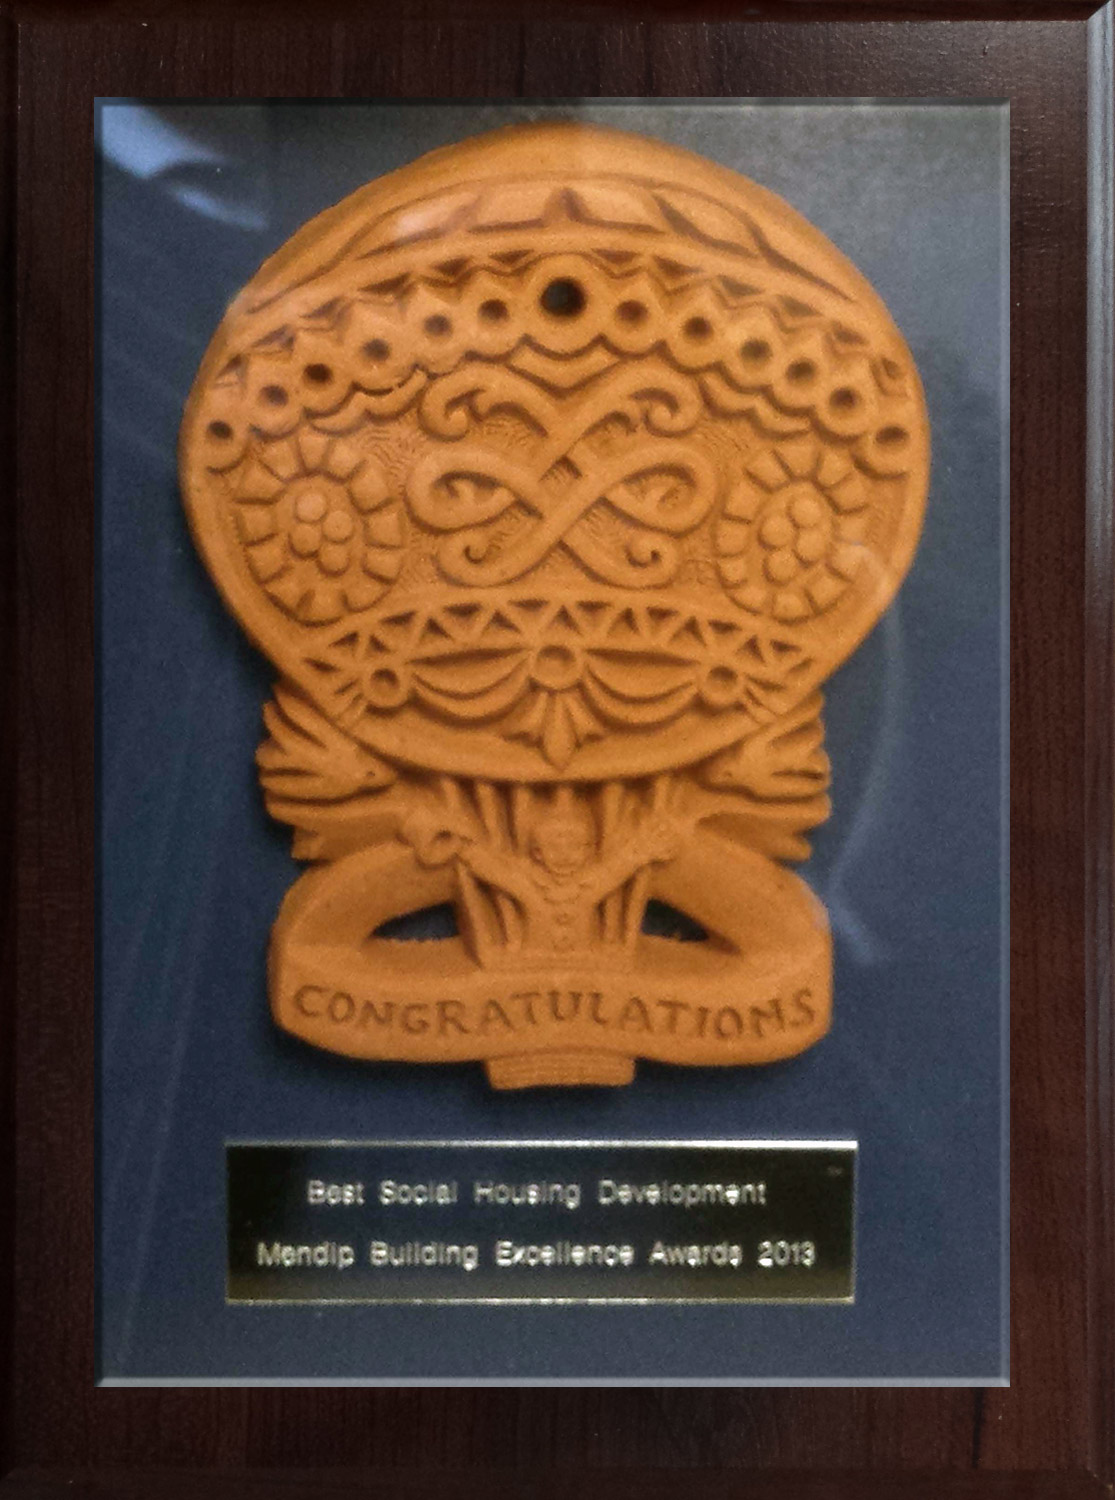 CONGRATULATIONS
Best Social Housing Development
Mendip Building Excellence Awards 2013